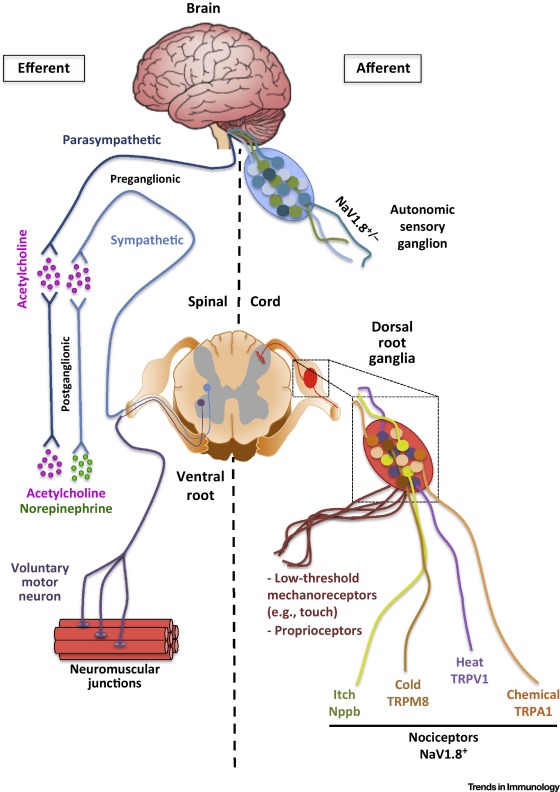 Brain
Efferent
Afferent
Parasympathetic
Preganglionic
Sympathetic
NaV1.8+/–
Autonomic
sensory
ganglion
Acetylcholine
Spinal Cord
Postganglionic
Dorsal
root
ganglia
Acetylcholine
Norepinephrine
Ventral
root
Voluntary
motor
neuron
- Low-threshold
mechanoreceptors
(e.g., touch)
- Proprioceptors
Neuromuscular
junctions
Itch
Nppb
Cold
TRPM8
Heat
TRPV1
Chemical
TRPA1
Nociceptors
NaV1.8+
Trends in Immunology